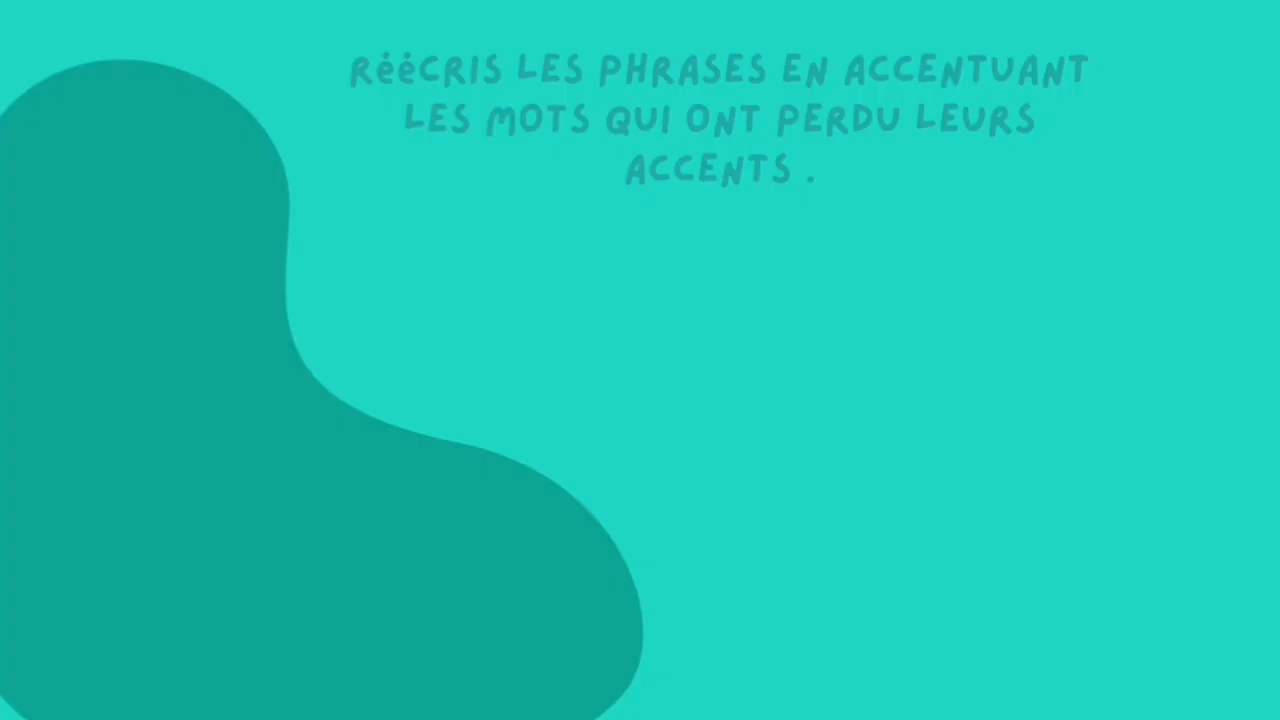 RÉÉCRIS LES PHRASES EN ACCENTUANT
LES MOTS QUI ONT PERDU LEURS
ACCENTS .